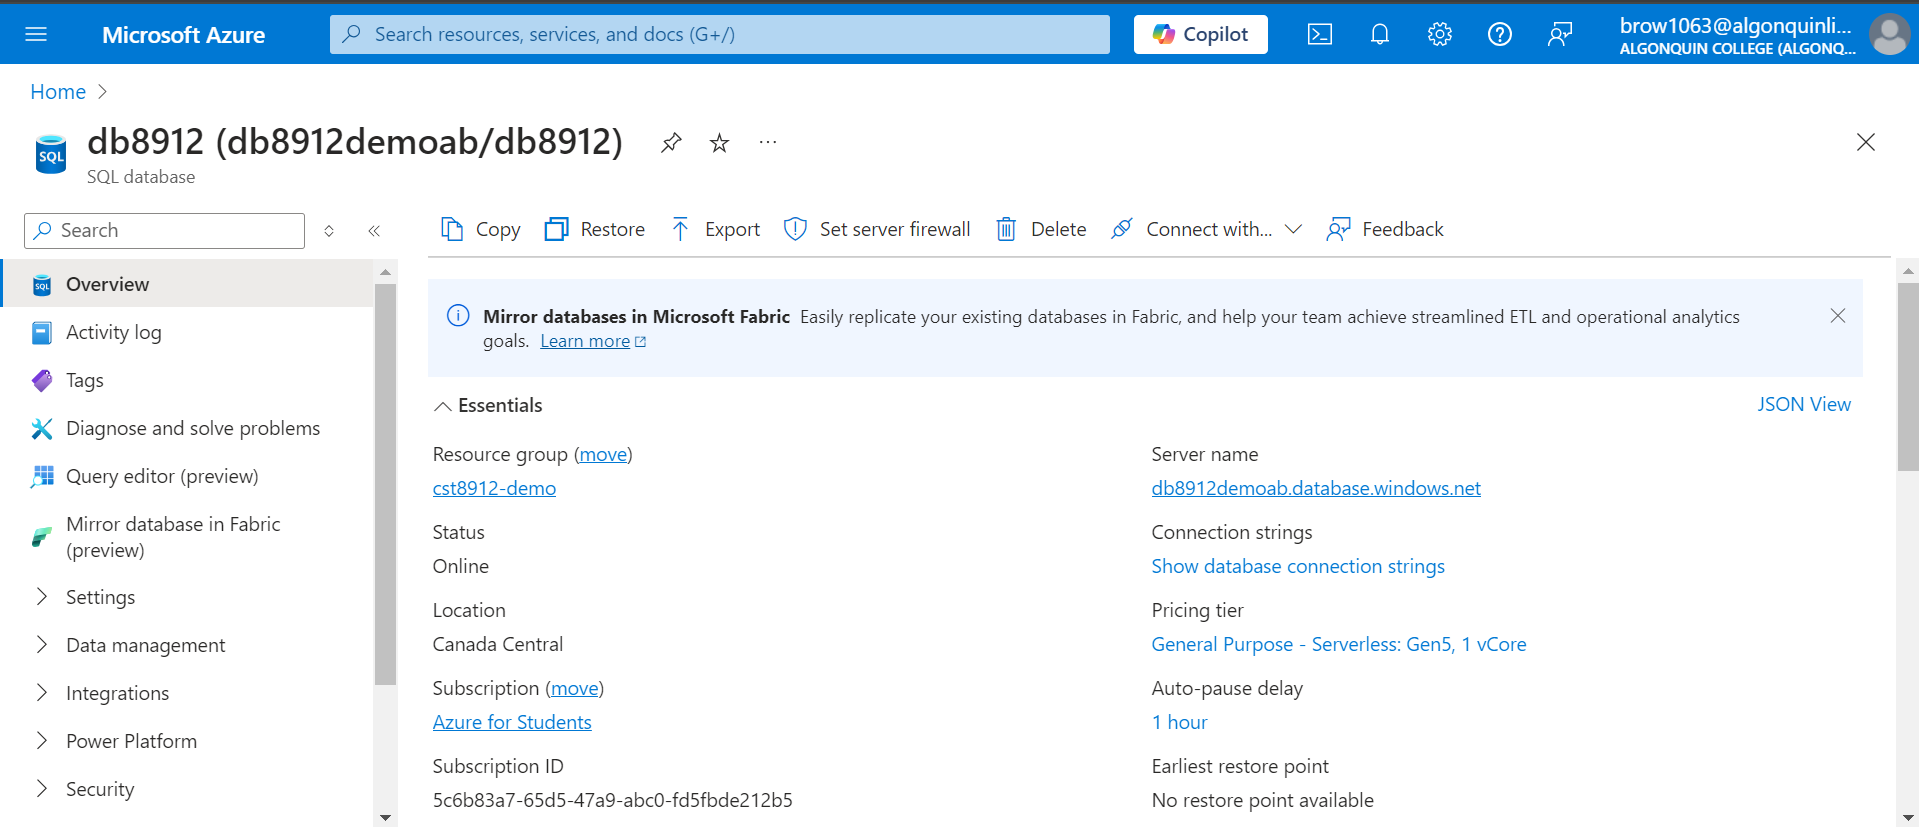 Microsoft Azure
Search resources, services, and docs (G+/)
Copilot
brow1063@algonquinli...
ALGONQUIN COLLEGE (ALGONQ...
Home
db8912 (db8912demoab/db8912)
SQL
SQL database
Search
Copy
Restore
Export
Set server firewall
Delete
Connect with...
Feedback
SQL
Overview
Activity log
Tags
Diagnose and solve problems
Query editor (preview)
Mirror database in Fabric
(preview)
Settings
Data management
Integrations
Power Platform
Security
Mirror databases in Microsoft Fabric Easily replicate your existing databases in Fabric, and help your team achieve streamlined ETL and operational analytics
goals. Learn more
Essentials
JSON View
Resource group (move)
cst8912-demo
Status
Online
Location
Canada Central
Subscription (move)
Azure for Students
Subscription ID
5c6b83a7-65d5-47a9-abc0-fd5fbde212b5
Server name
db8912demoab.database.windows.net
Connection strings
Show database connection strings
Pricing tier
General Purpose - Serverless: Gen5, 1 vCore
Auto-pause delay
1 hour
Earliest restore point
No restore point available